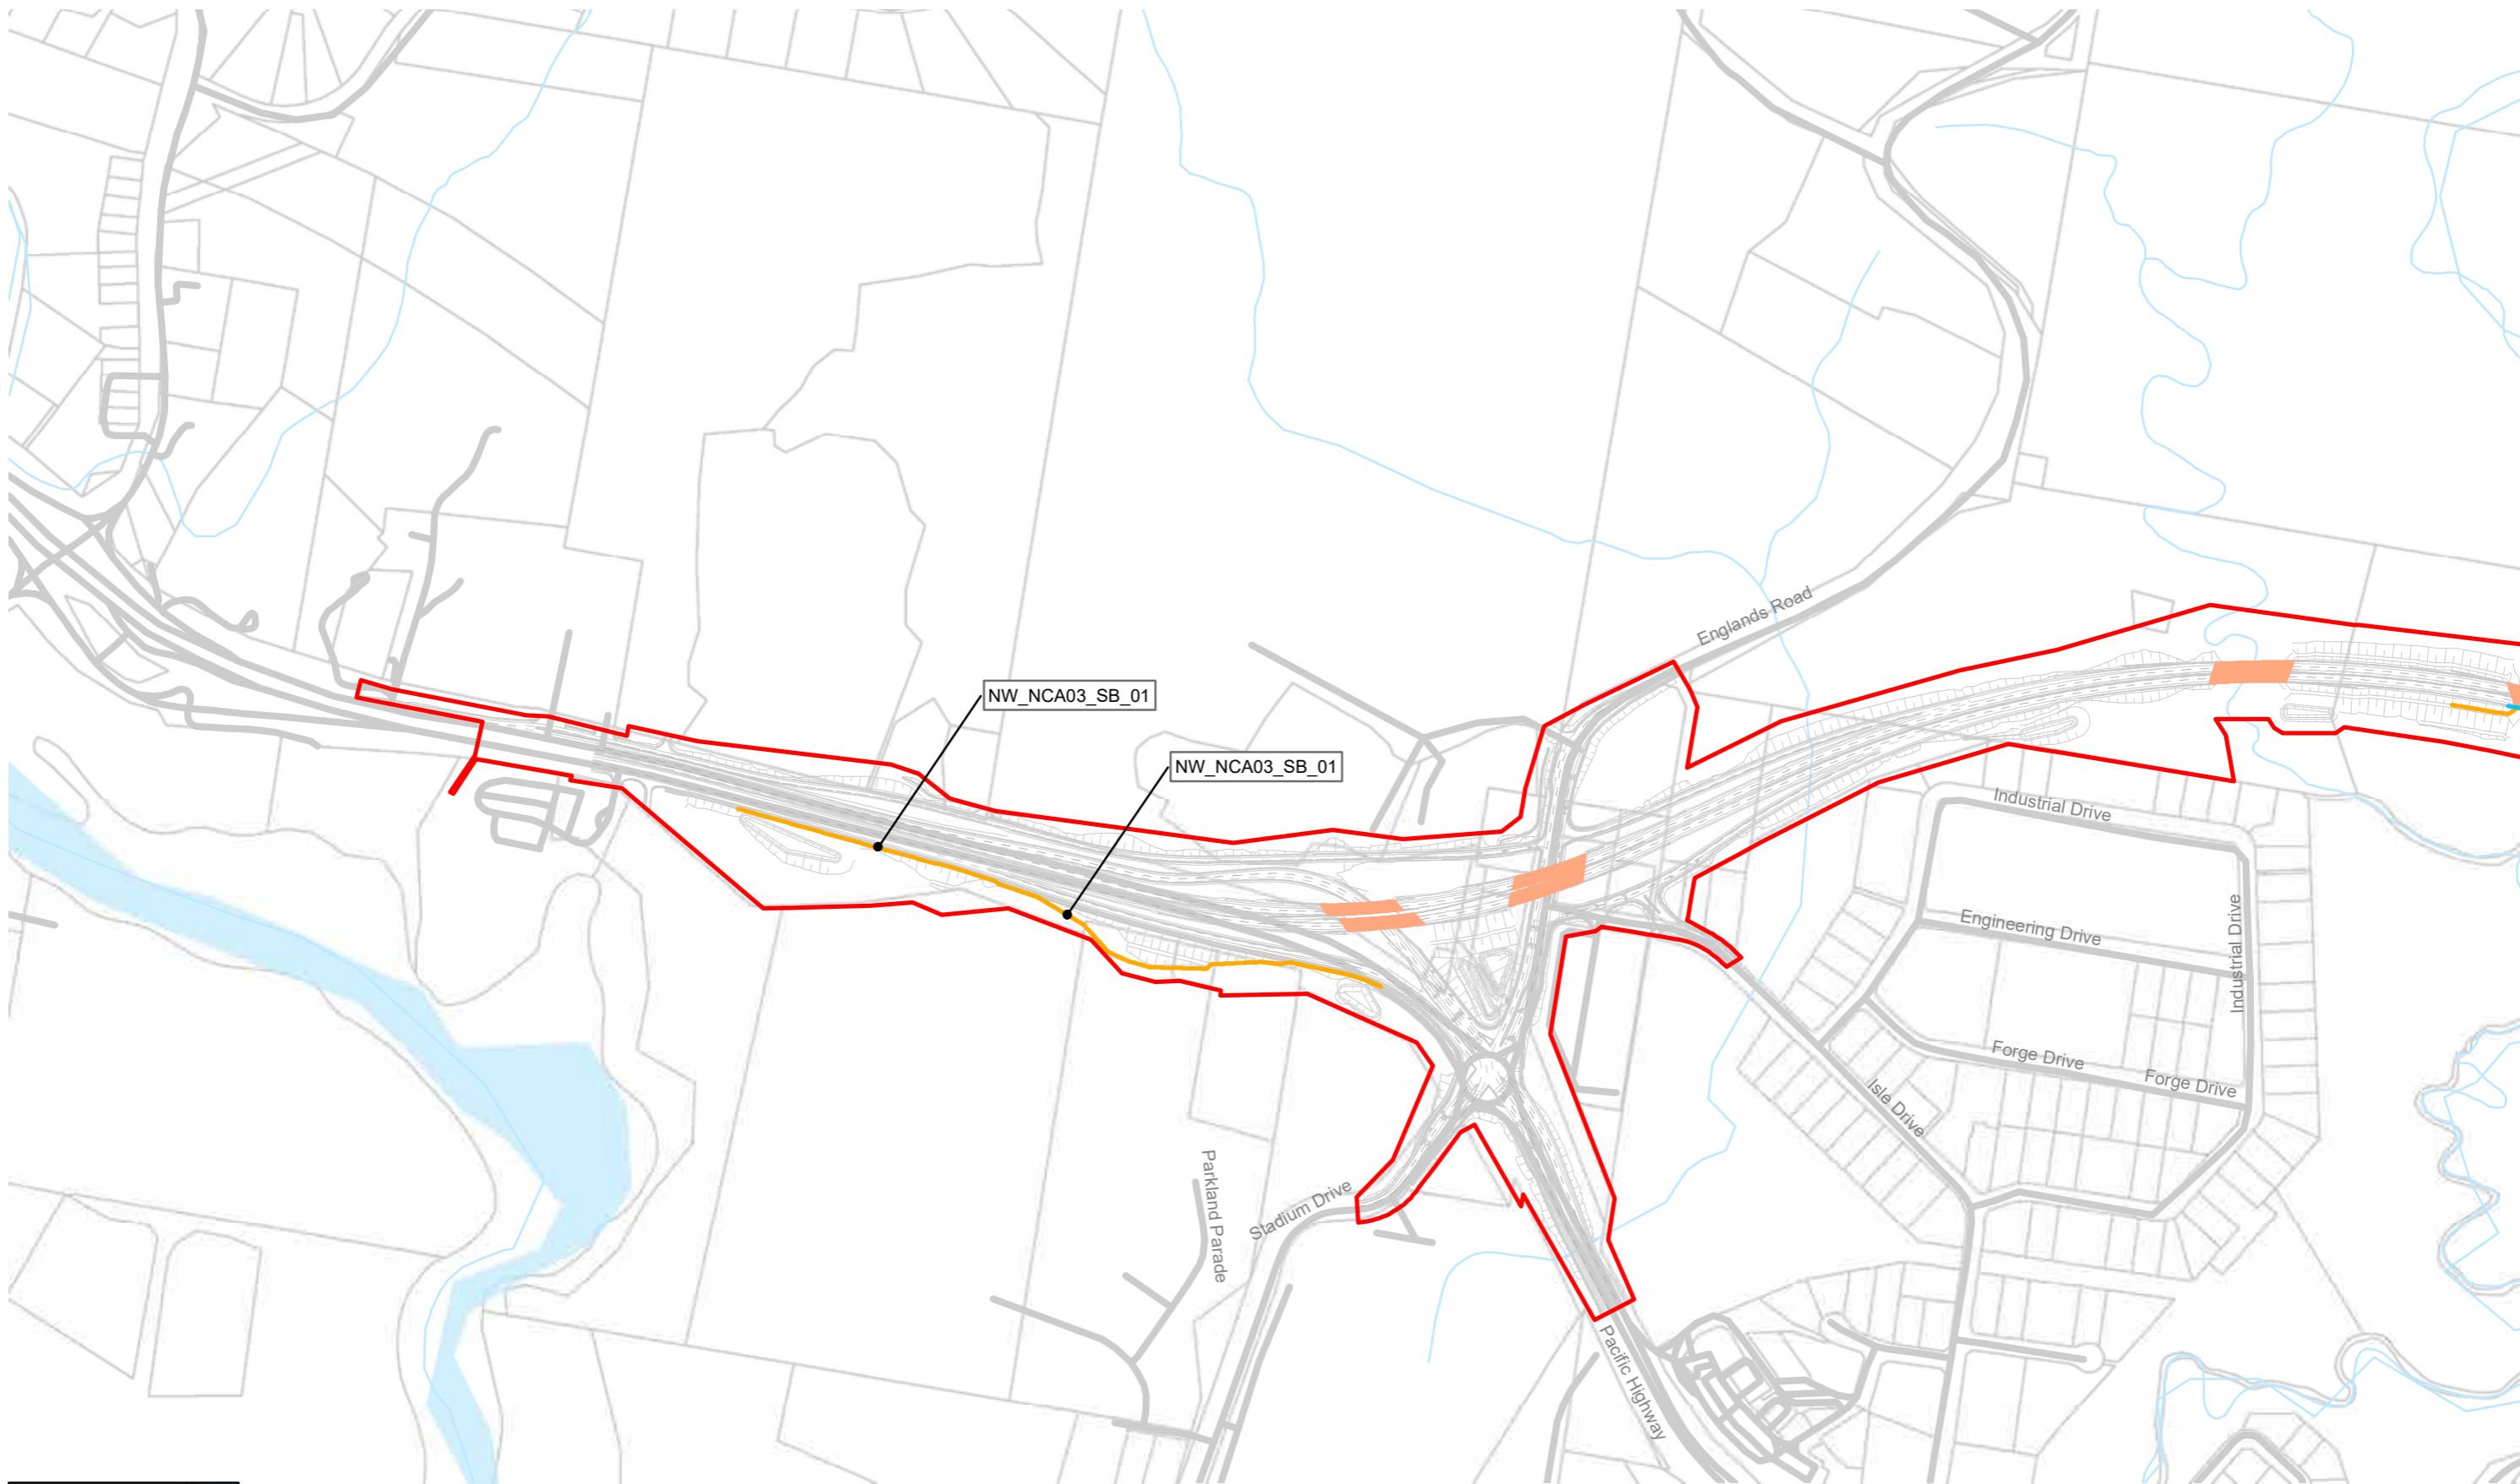 Englands Road
NW_NCA03_SB_01
NW_NCA03_SB_01
Industrial Drive
Engineering Drive
Industrial Drive
Forge Drive
Forge Drive
Isle Drive
Parkland Parade
Stadium Drive
Pacific Highway